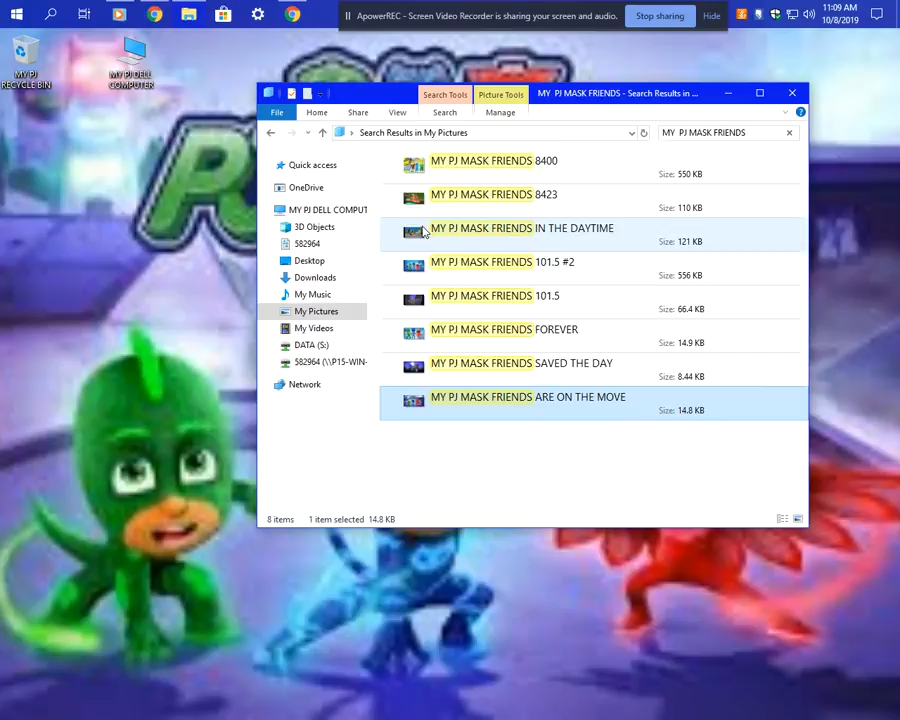 ApowerREC - Screen Video Recorder is sharing your screen and audio.
Stop sharing
Hide
11:09 AM
10/8/2019
MY PJ
RECYCLE BIN
MY PJ DELL
COMPUTER
Search Tools
Picture Tools
MY PJ MASK FRIENDS - Search Results in ...
File
Home
Share
View
Search
Manage
Search Results in My Pictures
MY PJ MASK FRIENDS
Quick access
OneDrive
MY PJ DELL COMPUT
3D Objects
582964
Desktop
Downloads
My Music
My Pictures
My Videos
DATA (S:)
582964 (\\P15-WIN-
Network
MY PJ MASK FRIENDS 8400
Size: 550 KB
MY PJ MASK FRIENDS 8423
Size: 110 KB
MY PJ MASK FRIENDS IN THE DAYTIME
Size: 121 KB
MY PJ MASK FRIENDS 101.5 #2
Size: 556 KB
MY PJ MASK FRIENDS 101.5
Size: 66.4 KB
MY PJ MASK FRIENDS FOREVER
Size: 14.9 KB
MY PJ MASK FRIENDS SAVED THE DAY
Size: 8.44 KB
MY PJ MASK FRIENDS ARE ON THE MOVE
Size: 14.8 KB
8 items
1 item selected 14.8 KB